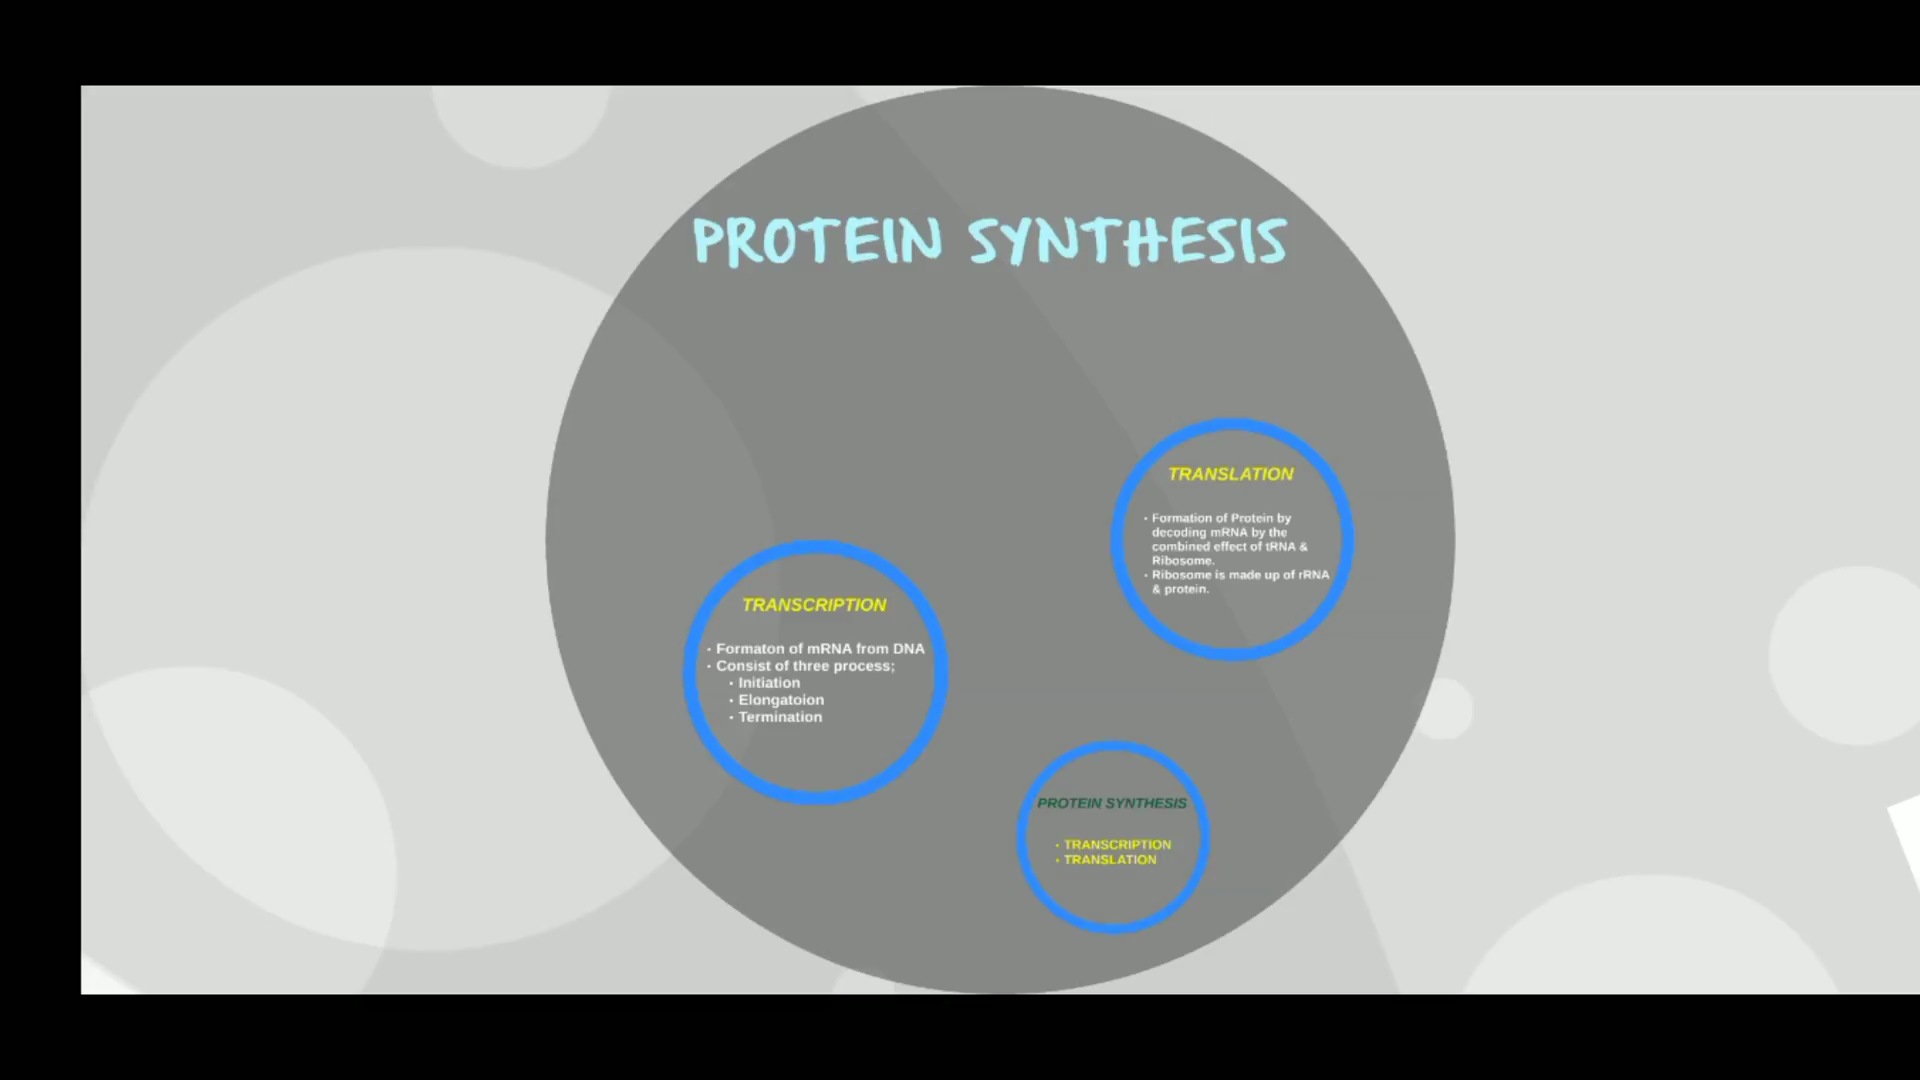 PROTEIN SYNTHESIS
TRANSLATION
· Formation of Protein by
decoding mRNA by the
combined effect of tRNA &
Ribosome.
· Ribosome is made up of rRNA
& protein.
TRANSCRIPTION
· Formaton of mRNA from DNA
· Consist of three process;
· Initiation
· Elongatoion
· Termination
PROTEIN SYNTHESIS
· TRANSCRIPTION
· TRANSLATION